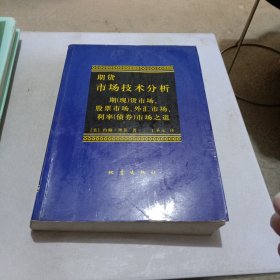 期货
市场技术分析
期(现)货市场、
股票市场、外汇市场、
利率(债券)市场之道
[美]约翰·墨菲 著 丁圣元 译
地震出版社